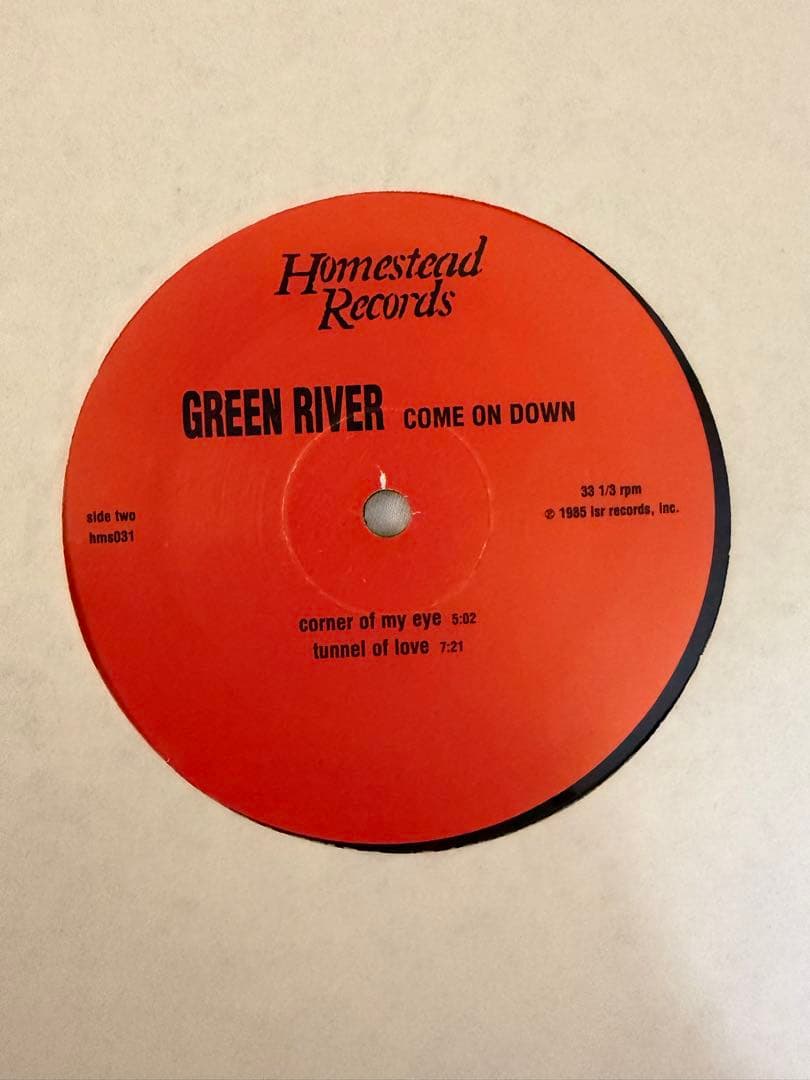 Homestead
Records
GREEN RIVER COME ON DOWN
side two
hms031
33 1/3 rpm
℗ 1985 lsr records, inc.
corner of my eye 5:02
tunnel of love 7:21